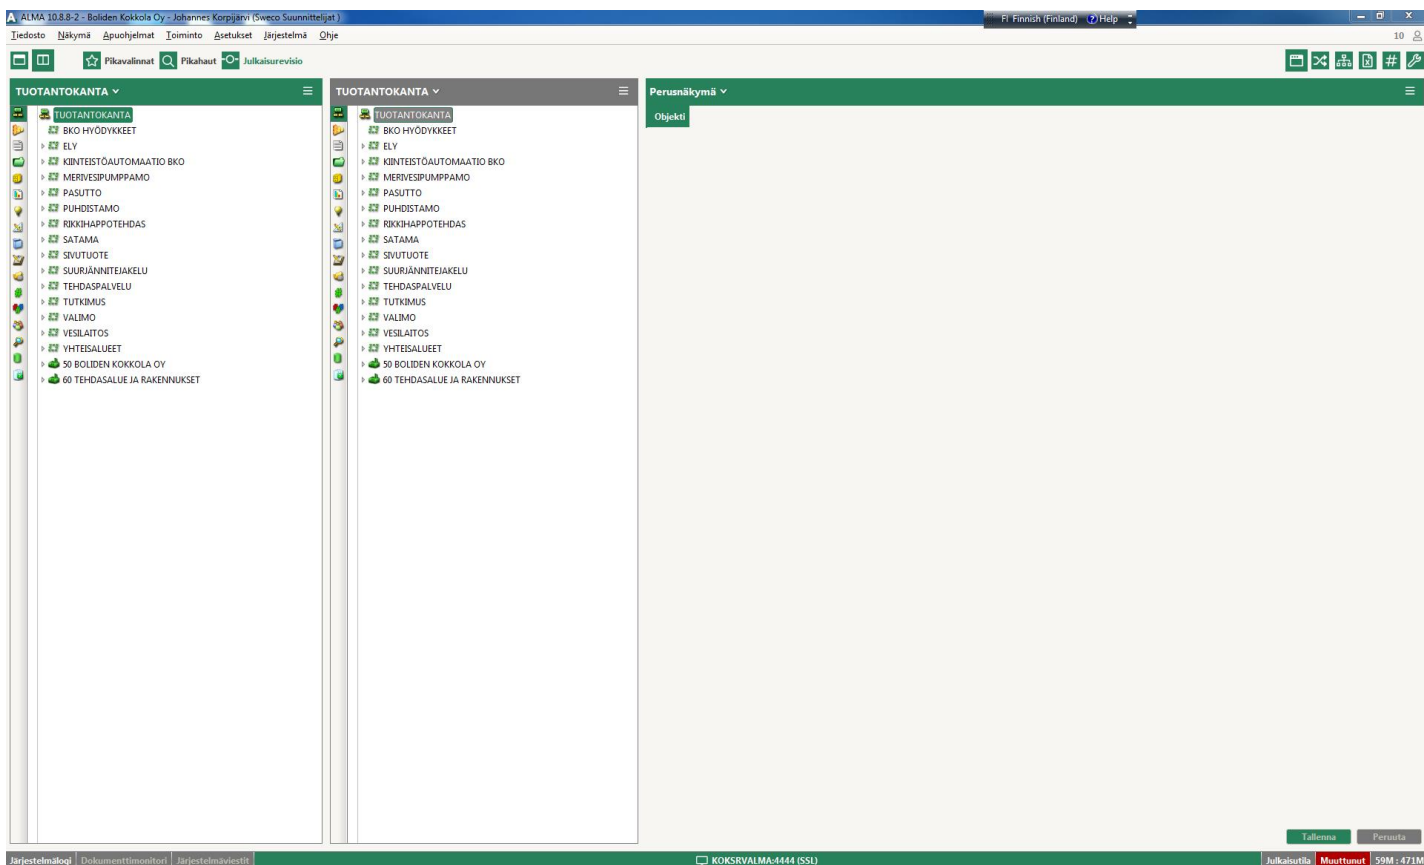 ALMA 10.8.8-2 - Boliden Kokkola Oy - Johannes Korpijärvi (Sweco Suunnittelijat )
FI Finnish (Finland) ? Help
Tiedosto Näkymä Apuohjelmat Toiminto Asetukset Järjestelmä Ohje
10
Pikavalinnat Pikahaut Julkaisurevisio
TUOTANTOKANTA
TUOTANTOKANTA
BKO HYÖDYKKEET
ELY
KIINTEISTÖAUTOMAATIO BKO
MERIVESIPUMPPAMO
PASUTTO
PUHDISTAMO
RIKKIHAPPOTEHDAS
SATAMA
SIVUTUOTE
SUURJÄNNITEJAKELU
TEHDASPALVELU
TUTKIMUS
VALIMO
VESILAITOS
YHTEISALUEET
50 BOLIDEN KOKKOLA OY
60 TEHDASALUE JA RAKENNUKSET
TUOTANTOKANTA
TUOTANTOKANTA
BKO HYÖDYKKEET
ELY
KIINTEISTÖAUTOMAATIO BKO
MERIVESIPUMPPAMO
PASUTTO
PUHDISTAMO
RIKKIHAPPOTEHDAS
SATAMA
SIVUTUOTE
SUURJÄNNITEJAKELU
TEHDASPALVELU
TUTKIMUS
VALIMO
VESILAITOS
YHTEISALUEET
50 BOLIDEN KOKKOLA OY
60 TEHDASALUE JA RAKENNUKSET
Perusnäkymä
Objekti
Tallenna Peruuta
Järjestelmälogi Dokumenttimonitori Järjestelmäviestit
KOKSRVALMA:4444 (SSL)
Julkaisutila Muuttunut 59M : 471M